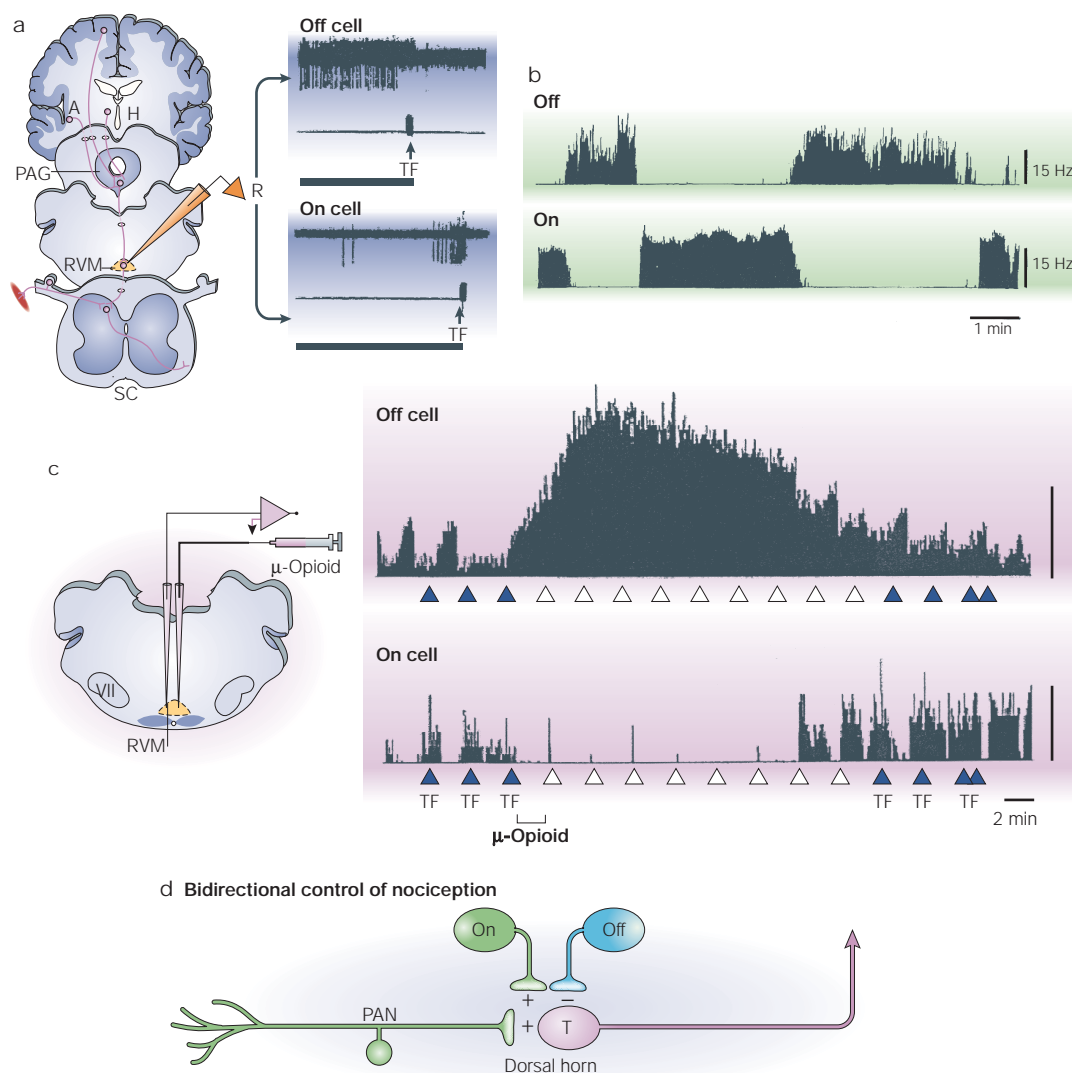 a
A
H
PAG
RVM
SC
R
Off cell
TF
On cell
TF
b
Off
15 Hz
On
15 Hz
1 min
c
μ-Opioid
VII
RVM
Off cell
On cell
TF TF TF TF TF TF
μ-Opioid
2 min
d Bidirectional control of nociception
On
Off
+
–
PAN
+
T
Dorsal horn